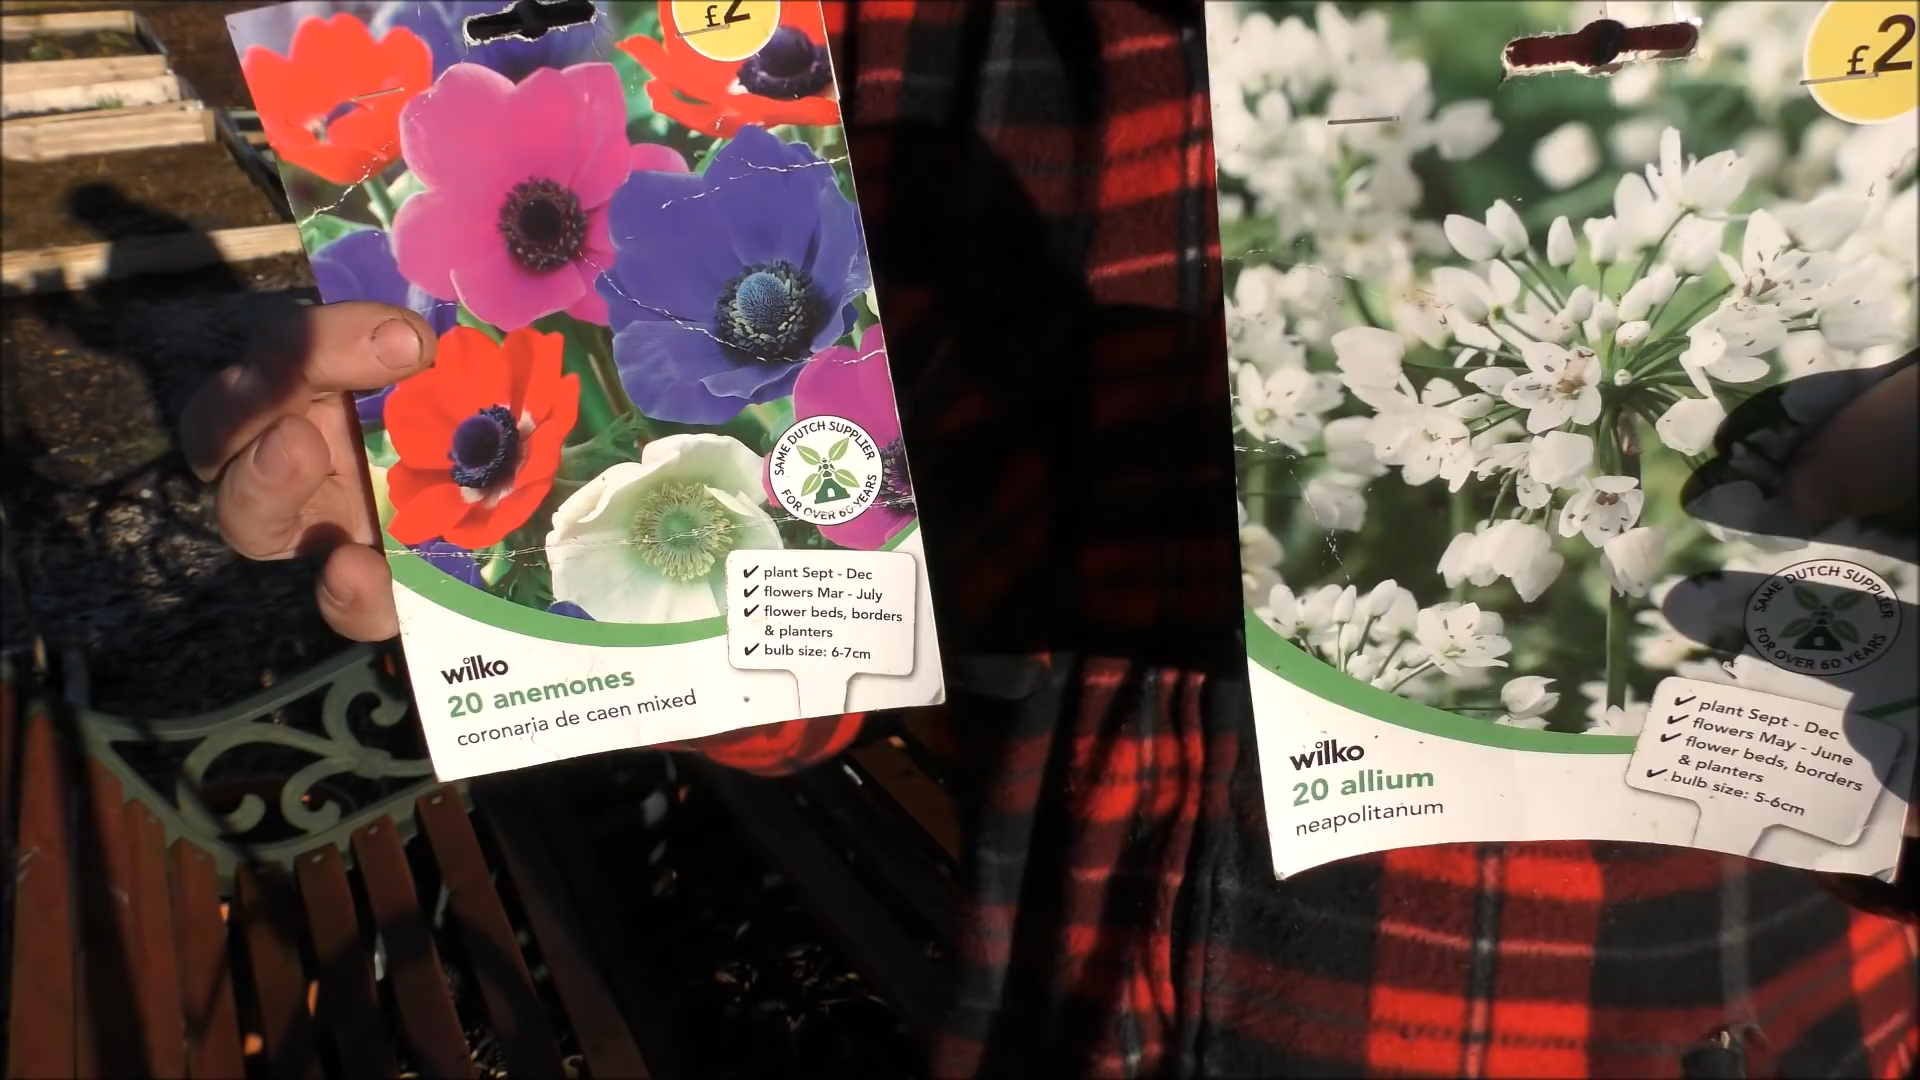 £2
SAME DUTCH SUPPLIER
FOR OVER 60 YEARS
✔ plant Sept - Dec
✔ flowers Mar - July
✔ flower beds, borders
& planters
✔ bulb size: 6-7cm
wilko
20 anemones
coronaria de caen mixed
£2
SAME DUTCH SUPPLIER
FOR OVER 60 YEARS
✔ plant Sept - Dec
✔ flowers May - June
✔ flower beds, borders
& planters
✔ bulb size: 5-6cm
wilko
20 allium
neapolitanum